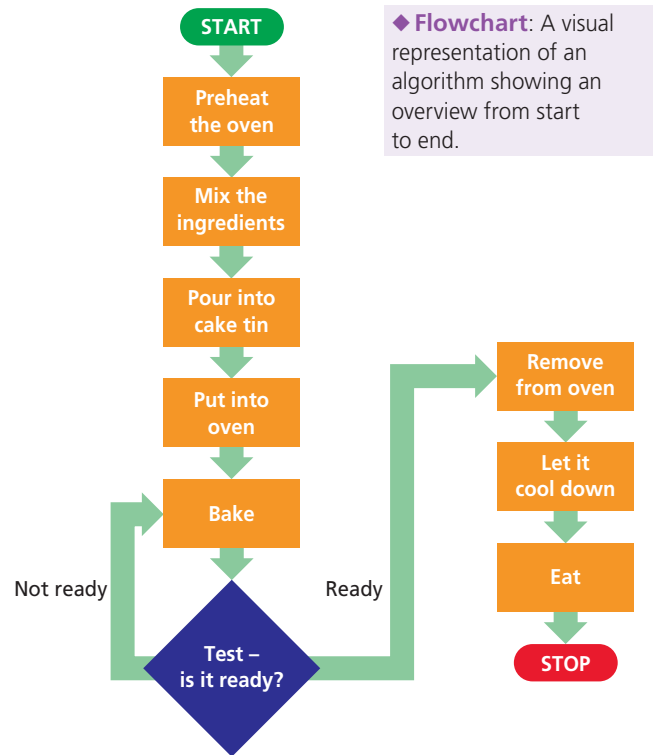 START
◆ Flowchart: A visual
representation of an
algorithm showing an
overview from start
to end.
Preheat
the oven
Mix the
ingredients
Pour into
cake tin
Put into
oven
Bake
Not ready
Test –
is it ready?
Ready
Remove
from oven
Let it
cool down
Eat
STOP